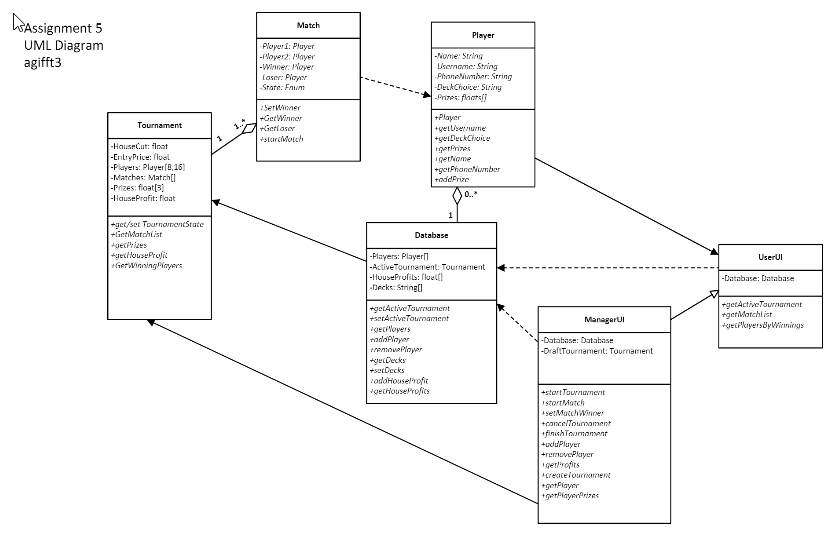 Assignment 5
UML Diagram
agifft3
Match
-Player1: Player
-Player2: Player
-Winner: Player
-Loser: Player
-State: Enum
+SetWinner
+GetWinner
+GetLoser
+startMatch
Player
-Name: String
-Username: String
-PhoneNumber: String
-DeckChoice: String
-Prizes: floats[]
+Player
+getUsername
+getDeckChoice
+getPrizes
+getName
+getPhoneNumber
+addPrize
Tournament
-HouseCut: float
-EntryPrice: float
-Players: Player[8,16]
-Matches: Match[]
-Prizes: float[3]
-HouseProfit: float
+get/set TournamentState
+GetMatchList
+getPrizes
+getHouseProfit
+GetWinningPlayers
1
1..*
0..*
1
Database
-Players: Player[]
-ActiveTournament: Tournament
-HouseProfits: float[]
-Decks: String[]
+getActiveTournament
+setActiveTournament
+getPlayers
+addPlayer
+removePlayer
+getDecks
+setDecks
+addHouseProfit
+getHouseProfits
UserUI
-Database: Database
+getActiveTournament
+getMatchList
+getPlayersByWinnings
ManagerUI
-Database: Database
-DraftTournament: Tournament
+startTournament
+startMatch
+setMatchWinner
+cancelTournament
+finishTournament
+addPlayer
+removePlayer
+getProfits
+createTournament
+getPlayer
+getPlayerPrizes